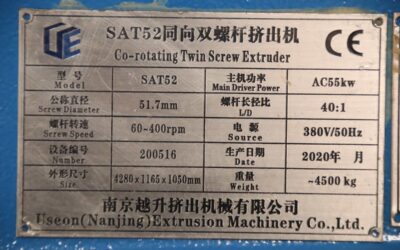 SAT52同向双螺杆挤出机
Co-rotating Twin Screw Extruder
CE
型号 Model SAT52 主机功率 Main Driver Power AC55kw
公称直径 Screw Diameter 51.7mm 螺杆长径比 L/D 40:1
螺杆转速 Screw Speed 60-400rpm 电源 Source 380V/50Hz
设备编号 Number 200516 生产日期 Date 2020年 月
外形尺寸 Size 4280×1165×1050mm 重量 Gross Weight ~4500 kg
南京越升挤出机械有限公司
Useon(Nanjing)Extrusion Machinery Co.,Ltd.